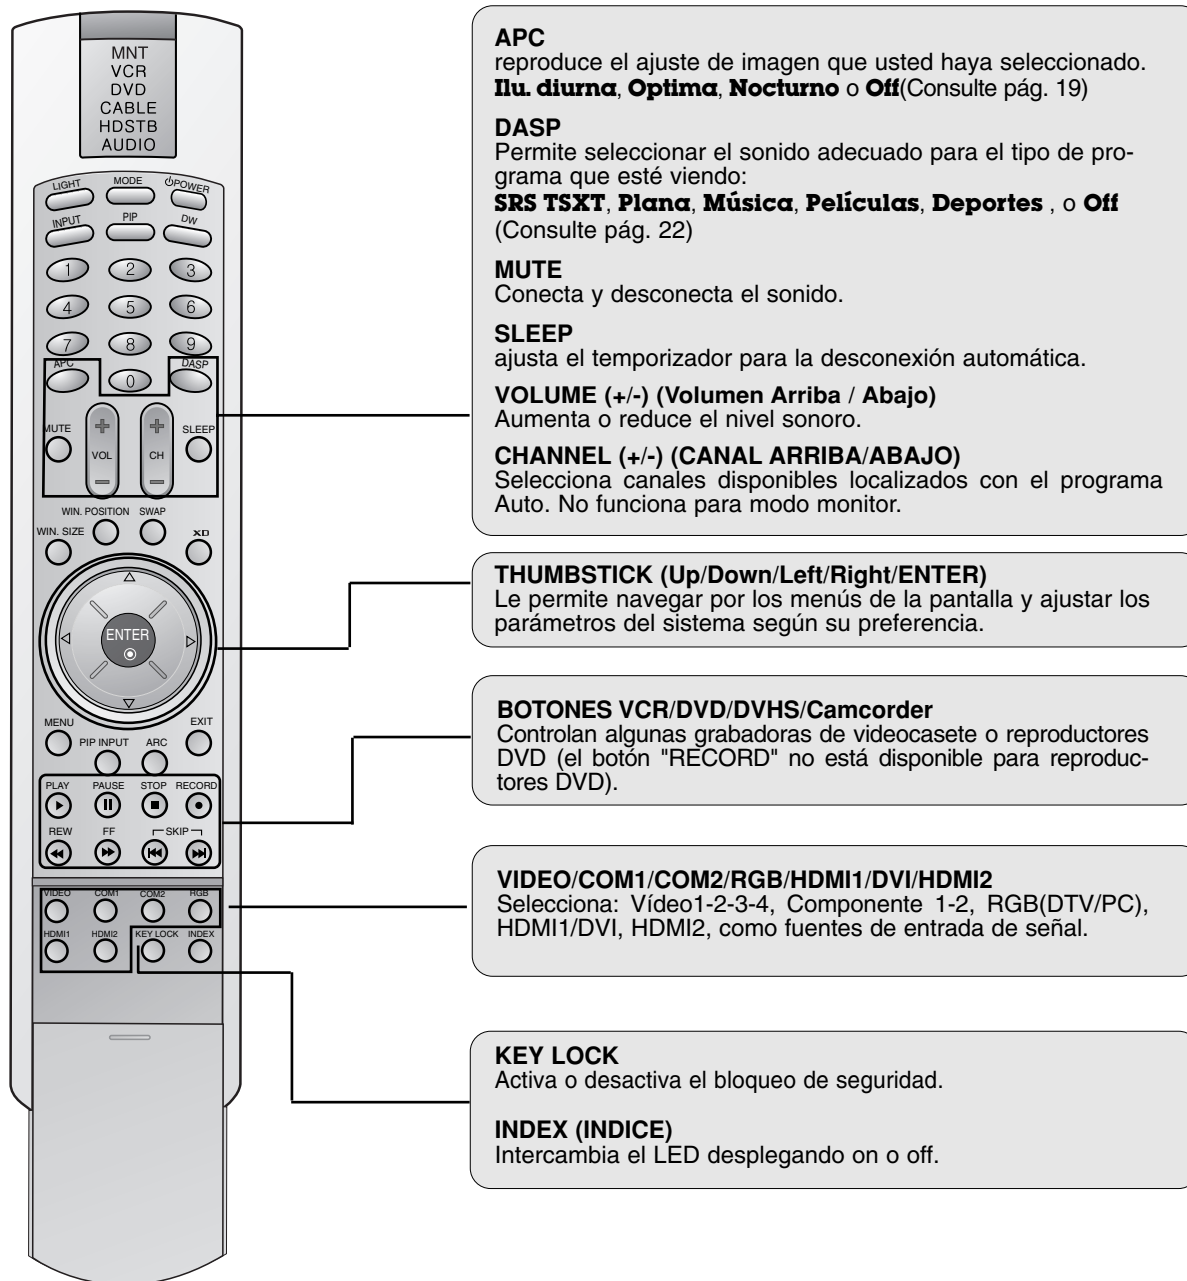 MNT
VCR
DVD
CABLE
HDSTB
AUDIO
LIGHT MODE POWER
INPUT PIP DW
1 2 3
4 5 6
7 8 9
APC 0 DASP
MUTE VOL CH SLEEP
WIN. POSITION SWAP
WIN. SIZE XD
ENTER
MENU EXIT
PIP INPUT ARC
PLAY PAUSE STOP RECORD
REW FF SKIP
VIDEO COM1 COM2 RGB
HDMI1 HDMI2 KEY LOCK INDEX
APC
reproduce el ajuste de imagen que usted haya seleccionado.
Ilu. diurna, Optima, Nocturno o Off(Consulte pág. 19)
DASP
Permite seleccionar el sonido adecuado para el tipo de pro-
grama que esté viendo:
SRS TSXT, Plana, Música, Películas, Deportes , o Off
(Consulte pág. 22)
MUTE
Conecta y desconecta el sonido.
SLEEP
ajusta el temporizador para la desconexión automática.
VOLUME (+/-) (Volumen Arriba / Abajo)
Aumenta o reduce el nivel sonoro.
CHANNEL (+/-) (CANAL ARRIBA/ABAJO)
Selecciona canales disponibles localizados con el programa
Auto. No funciona para modo monitor.
THUMBSTICK (Up/Down/Left/Right/ENTER)
Le permite navegar por los menús de la pantalla y ajustar los
parámetros del sistema según su preferencia.
BOTONES VCR/DVD/DVHS/Camcorder
Controlan algunas grabadoras de videocasete o reproductores
DVD (el botón "RECORD" no está disponible para reproduc-
tores DVD).
VIDEO/COM1/COM2/RGB/HDMI1/DVI/HDMI2
Selecciona: Vídeo1-2-3-4, Componente 1-2, RGB(DTV/PC),
HDMI1/DVI, HDMI2, como fuentes de entrada de señal.
KEY LOCK
Activa o desactiva el bloqueo de seguridad.
INDEX (INDICE)
Intercambia el LED desplegando on o off.